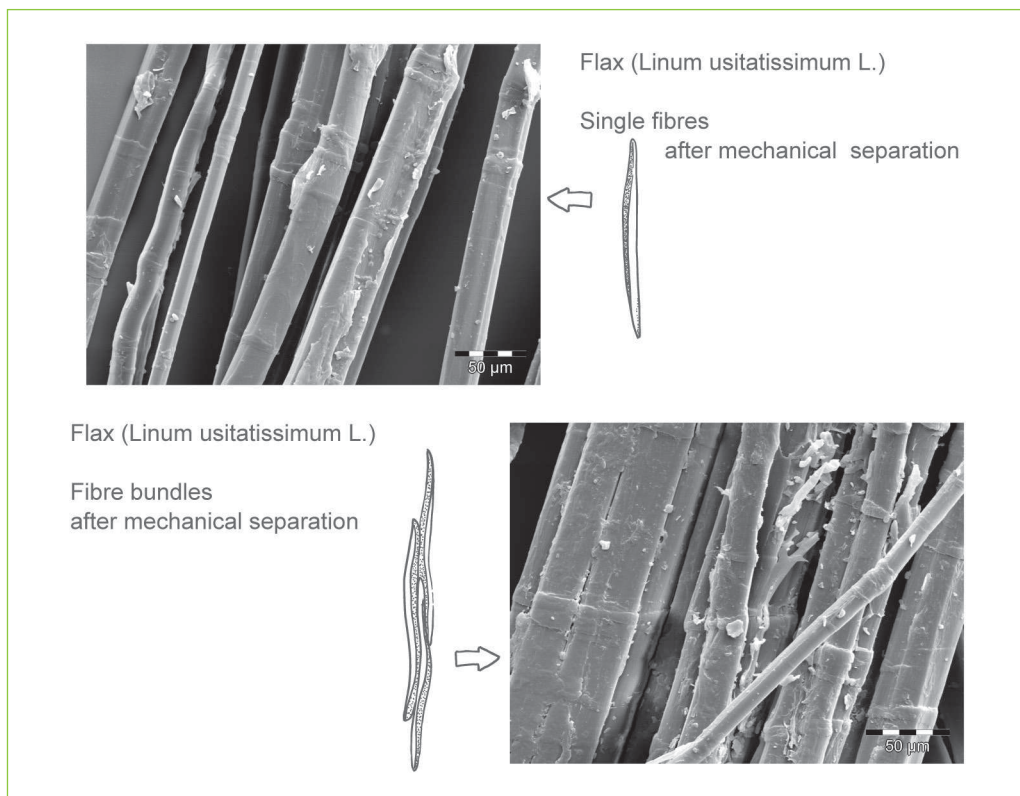 Flax (Linum usitatissimum L.)
Single fibres
after mechanical separation
50 µm
Flax (Linum usitatissimum L.)
Fibre bundles
after mechanical separation
50 µm